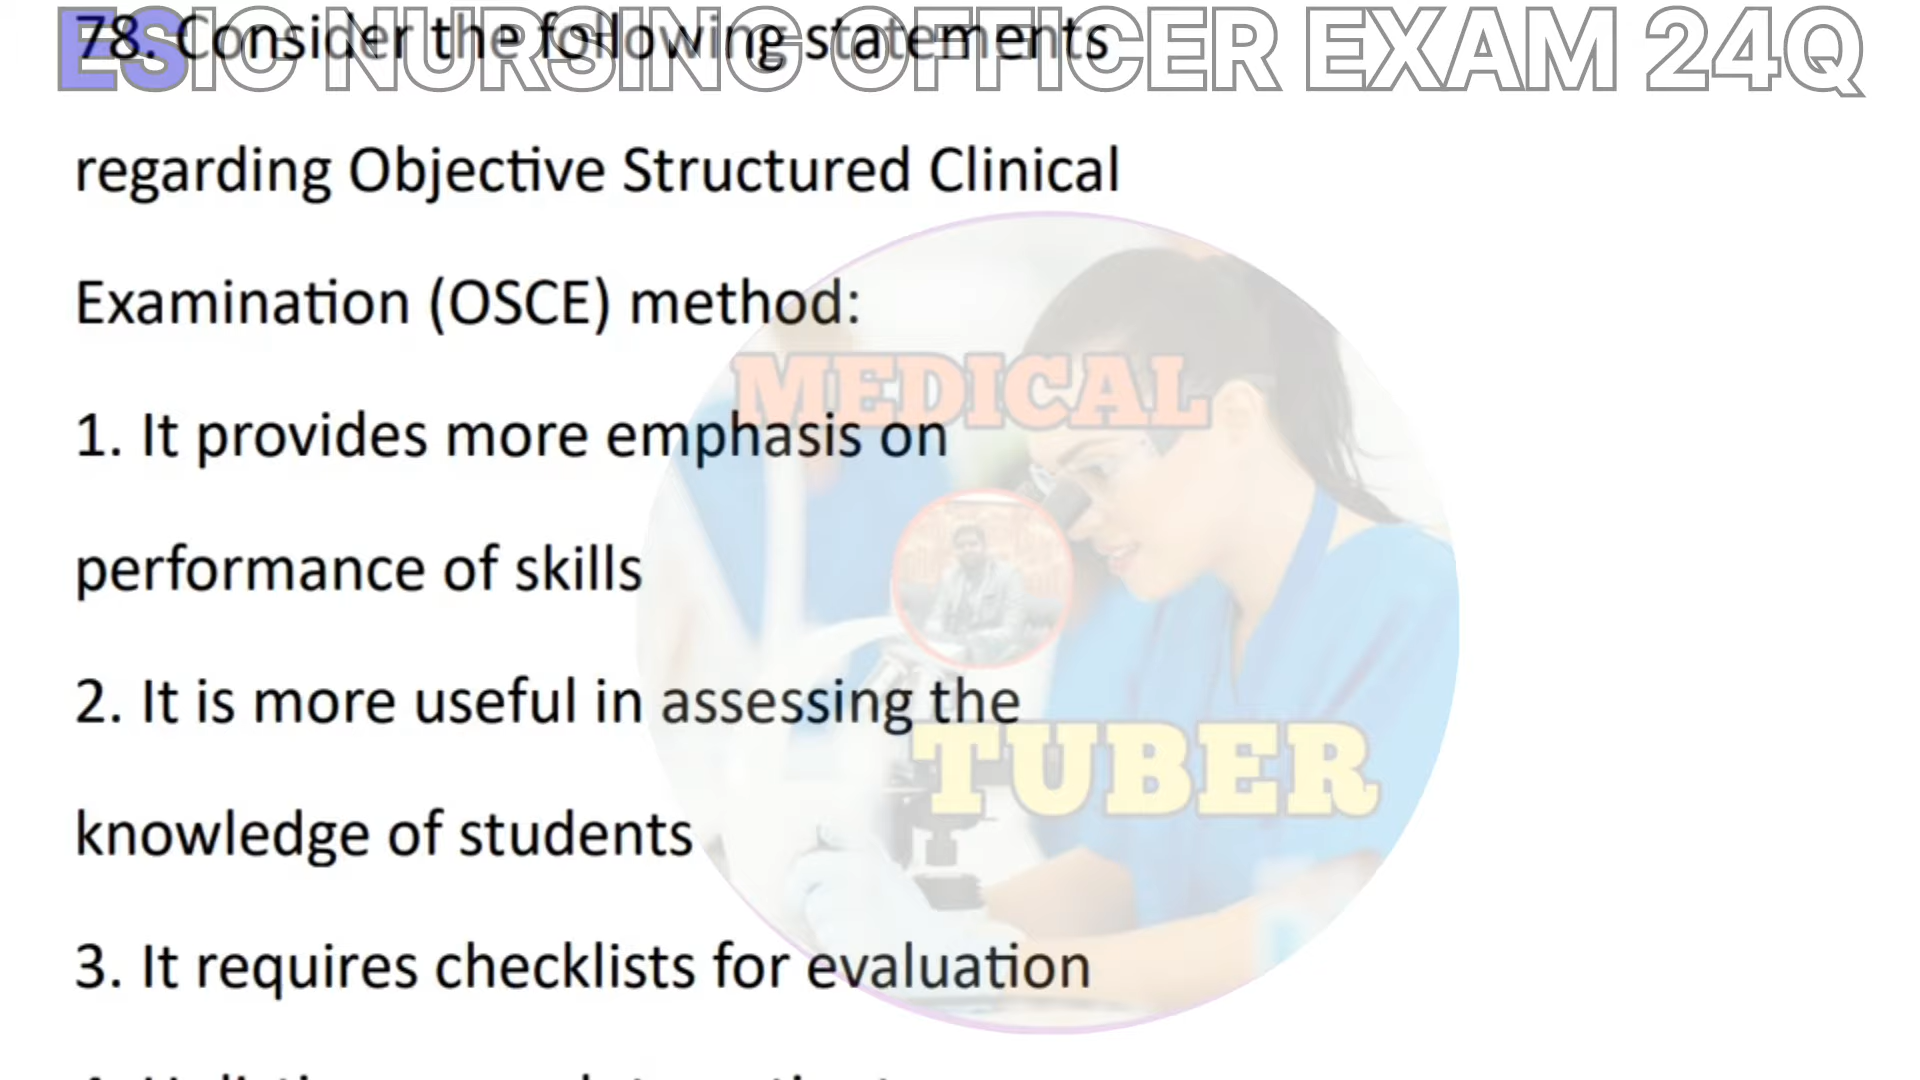 ESIC NURSING OFFICER EXAM 24Q
78. Consider the following statements
regarding Objective Structured Clinical
Examination (OSCE) method:
MEDICAL
1. It provides more emphasis on
performance of skills
2. It is more useful in assessing the
TUBER
knowledge of students
3. It requires checklists for evaluation